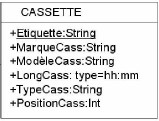 CASSETTE
+Etiquette:String
+MarqueCass:String
+ModèleCass:String
+LongCass: type=hh:mm
+TypeCass:String
+PositionCass:Int